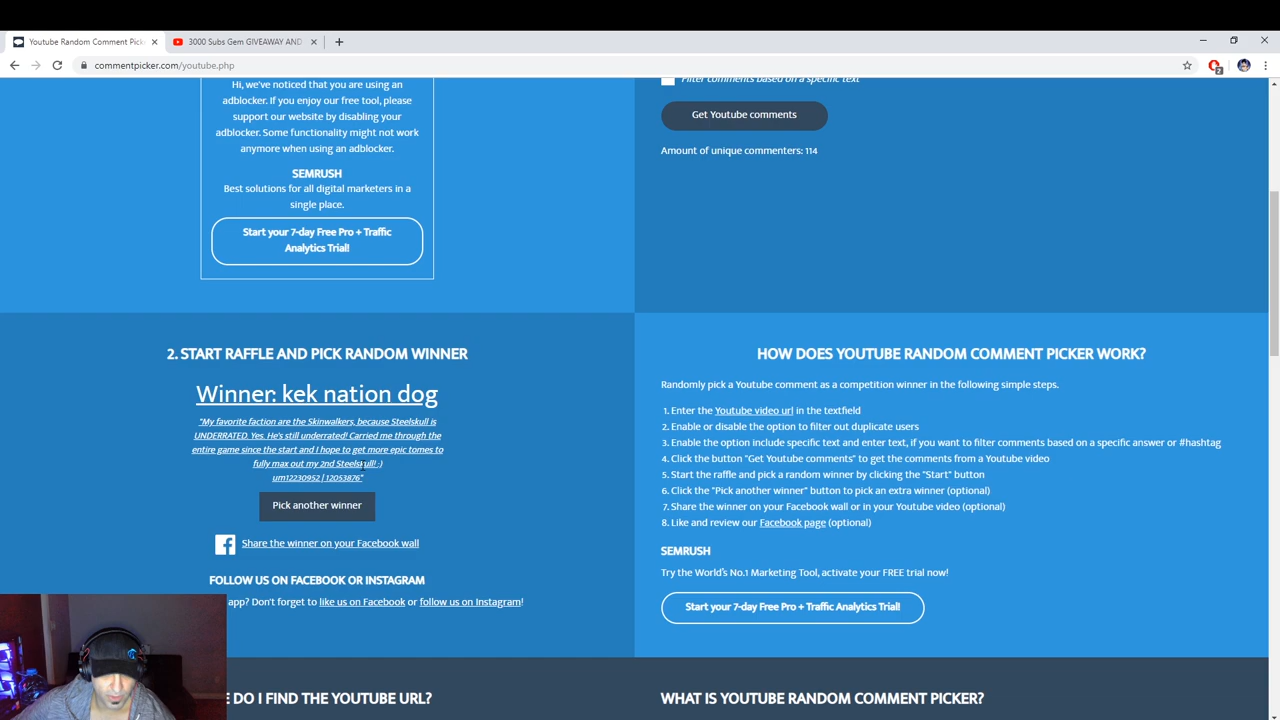 Youtube Random Comment Pick
3000 Subs Gem GIVEAWAY AND
commentpicker.com/youtube.php
2
Hi, we've noticed that you are using an
adblocker. If you enjoy our free tool, please
support our website by disabling your
adblocker. Some functionality might not work
anymore when using an adblocker.
SEMRUSH
Best solutions for all digital marketers in a
single place.
Start your 7-day Free Pro + Traffic
Analytics Trial!
Filter comments based on a specific text
Get Youtube comments
Amount of unique commenters: 114
2. START RAFFLE AND PICK RANDOM WINNER
Winner: kek nation dog
"My favorite faction are the Skinwalkers, because Steelskull is
UNDERRATED. Yes. He's still underrated! Carried me through the
entire game since the start and I hope to get more epic tomes to
fully max out my 2nd Steelskull! :)
um12230952 | 12053876"
Pick another winner
Share the winner on your Facebook wall
FOLLOW US ON FACEBOOK OR INSTAGRAM
app? Don't forget to like us on Facebook or follow us on Instagram!
HOW DOES YOUTUBE RANDOM COMMENT PICKER WORK?
Randomly pick a Youtube comment as a competition winner in the following simple steps.
1. Enter the Youtube video url in the textfield
2. Enable or disable the option to filter out duplicate users
3. Enable the option include specific text and enter text, if you want to filter comments based on a specific answer or #hashtag
4. Click the button "Get Youtube comments" to get the comments from a Youtube video
5. Start the raffle and pick a random winner by clicking the "Start" button
6. Click the "Pick another winner" button to pick an extra winner (optional)
7. Share the winner on your Facebook wall or in your Youtube video (optional)
8. Like and review our Facebook page (optional)
SEMRUSH
Try the World's No.1 Marketing Tool, activate your FREE trial now!
Start your 7-day Free Pro + Traffic Analytics Trial!
DO I FIND THE YOUTUBE URL?
WHAT IS YOUTUBE RANDOM COMMENT PICKER?